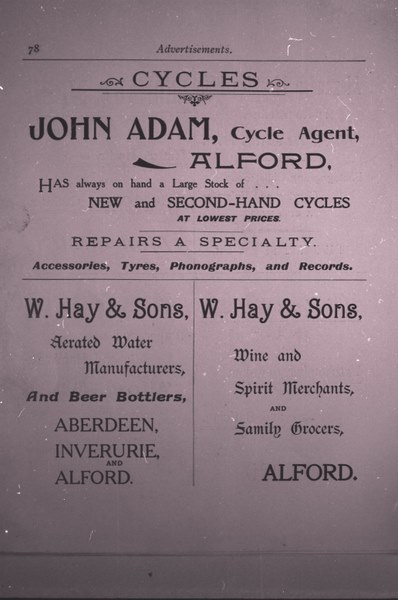 78
Advertisements.
CYCLES
JOHN ADAM, Cycle Agent,
ALFORD,
HAS always on hand a Large Stock of . . .
NEW and SECOND-HAND CYCLES
AT LOWEST PRICES.
REPAIRS A SPECIALTY.
Accessories, Tyres, Phonographs, and Records.
W. Hay & Sons,
Aerated Water
Manufacturers,
And Beer Bottlers,
ABERDEEN,
INVERURIE,
AND
ALFORD.
W. Hay & Sons,
Wine and
Spirit Merchants,
AND
Family Grocers,
ALFORD.